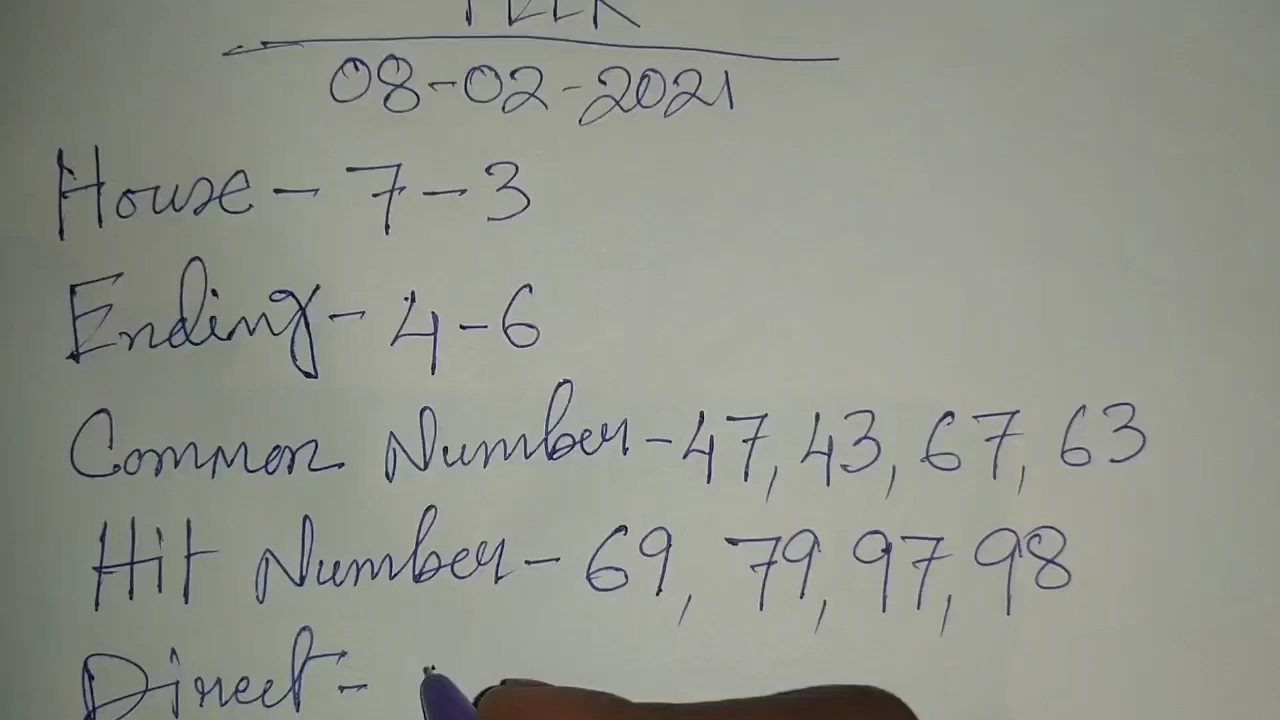 TEER
08-02-2021
House - 7 - 3
Ending - 4 - 6
Common Number - 47, 43, 67, 63
Hit Number - 69, 79, 97, 98
Direct -